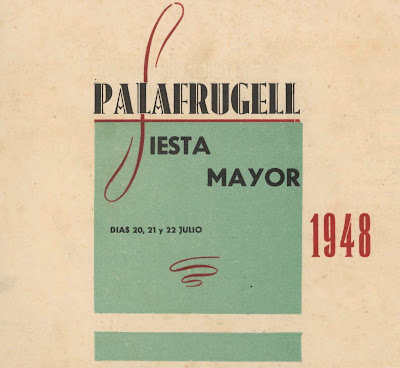 PALAFRUGELL
FIESTA
MAYOR
DIAS 20, 21 y 22 JULIO
1948